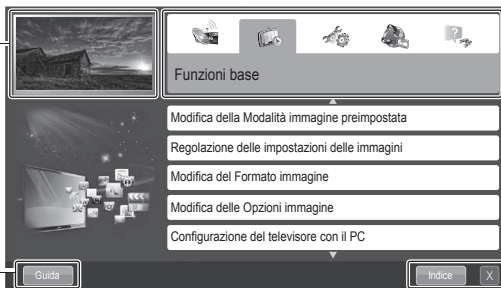 Funzioni base
Modifica della Modalità immagine preimpostata
Regolazione delle impostazioni delle immagini
Modifica del Formato immagine
Modifica delle Opzioni immagine
Configurazione del televisore con il PC
Guida
Indice X